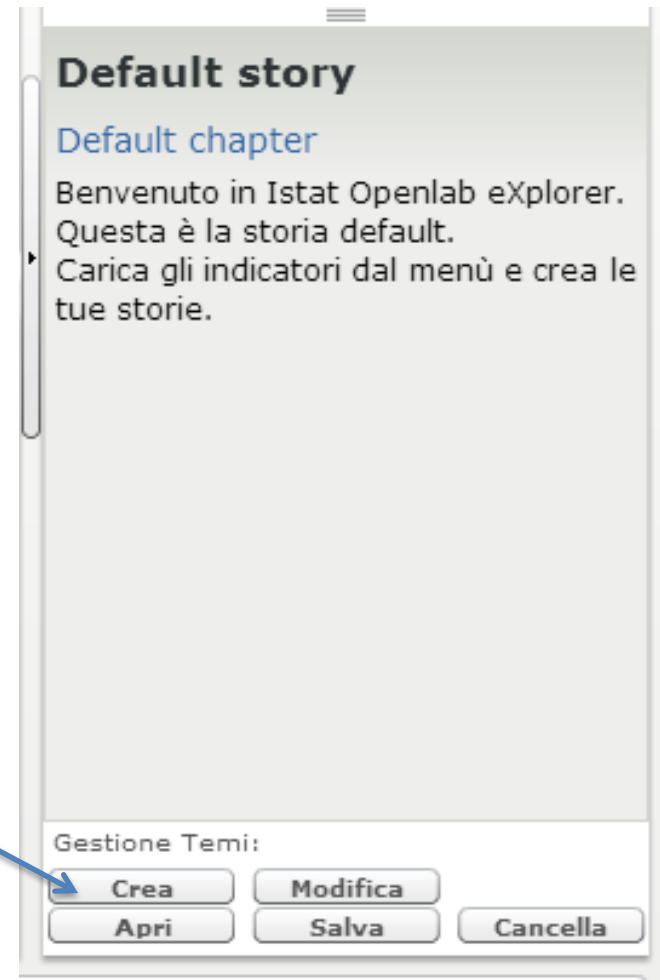 Default story
Default chapter
Benvenuto in Istat Openlab eXplorer.
Questa è la storia default.
Carica gli indicatori dal menù e crea le
tue storie.
Gestione Temi:
Crea Modifica
Apri Salva Cancella